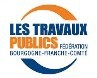 LES TRAVAUX
PUBLICS FÉDÉRATION
BOURGOGNE-FRANCHE-COMTÉ